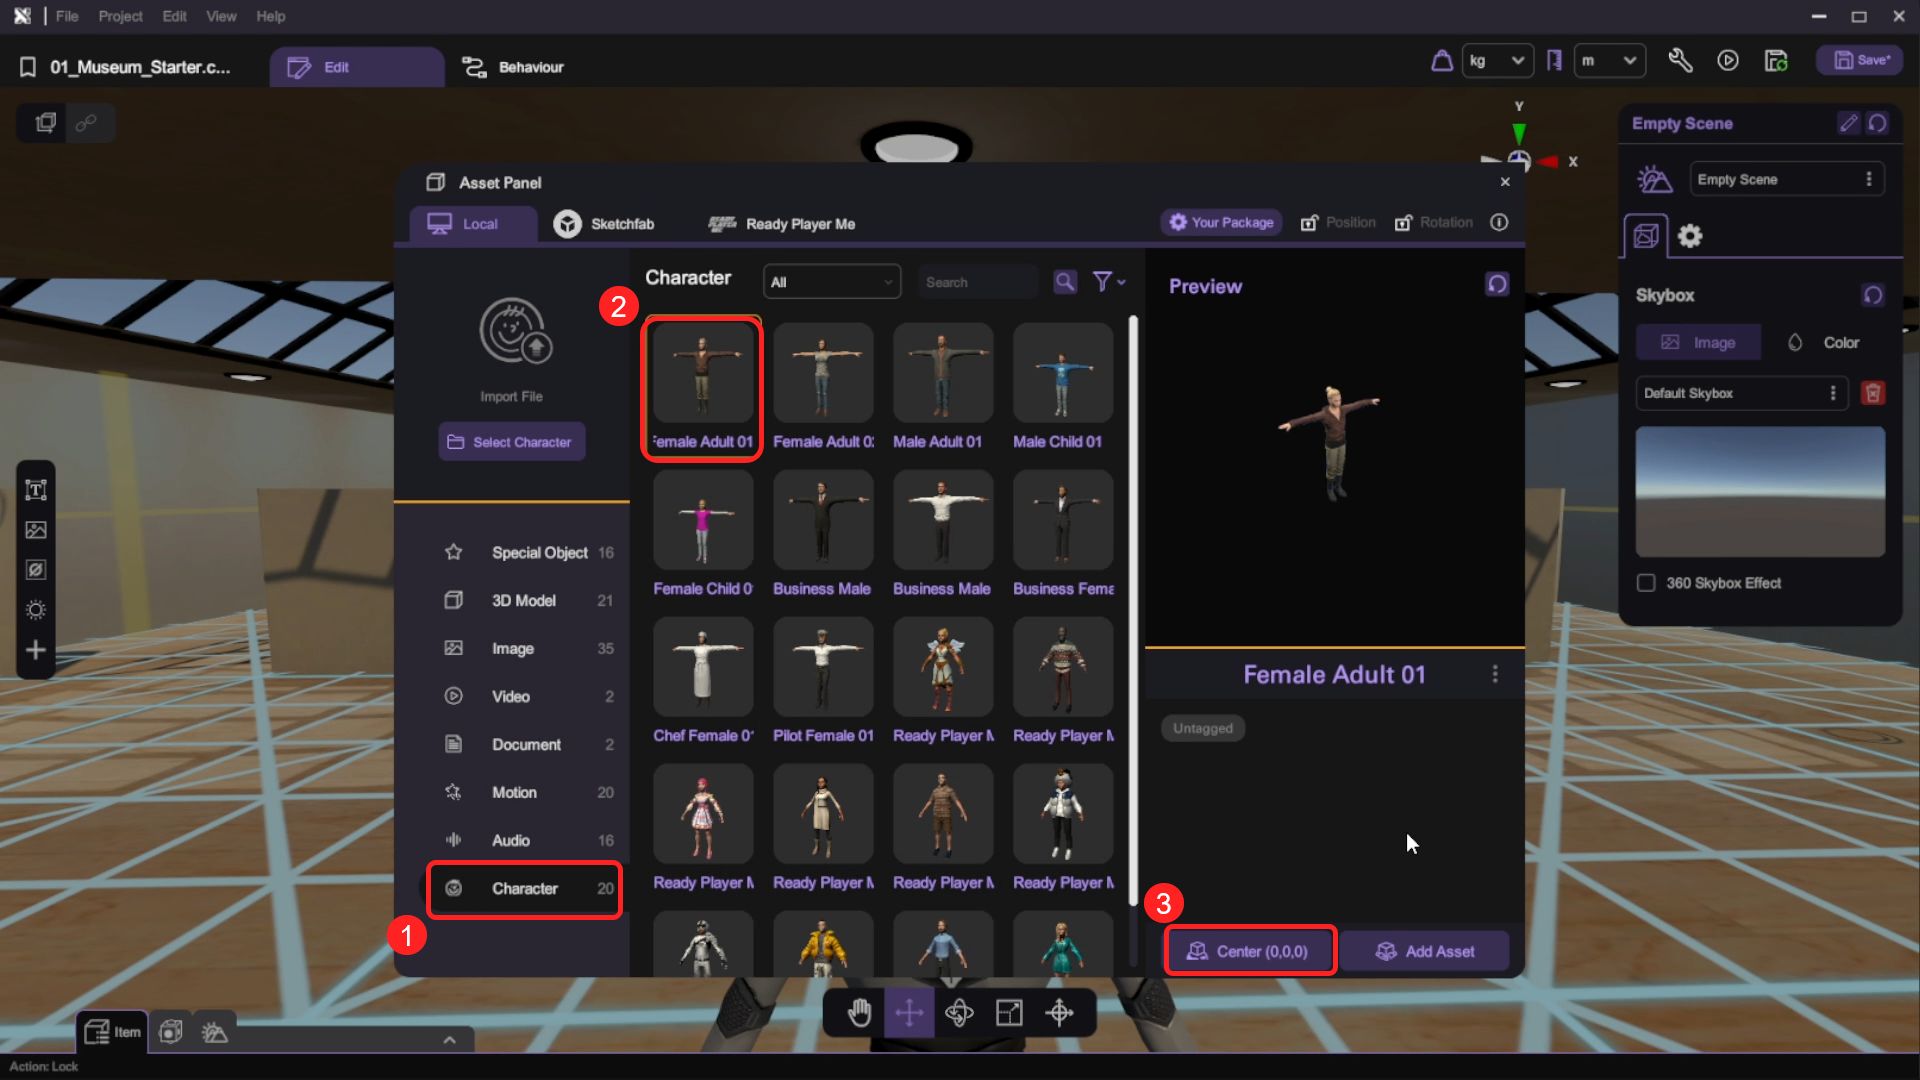 File Project Edit View Help
01_Museum_Starter.c...
Edit
Behaviour
kg
m
Save*
Y
X
Empty Scene
Empty Scene
Skybox
Image
Color
Default Skybox
360 Skybox Effect
Asset Panel
Local
Sketchfab
Ready Player Me
Your Package
Position
Rotation
Import File
Select Character
Special Object 16
3D Model 21
Image 35
Video 2
Document 2
Motion 20
Audio 16
Character 20
1
Character
All
Search
2
Female Adult 01
Female Adult 02
Male Adult 01
Male Child 01
Female Child 0
Business Male
Business Male
Business Fema
Chef Female 01
Pilot Female 01
Ready Player M
Ready Player M
Ready Player M
Ready Player M
Ready Player M
Ready Player M
Preview
Female Adult 01
Untagged
3
Center (0,0,0)
Add Asset
Item
Action: Lock